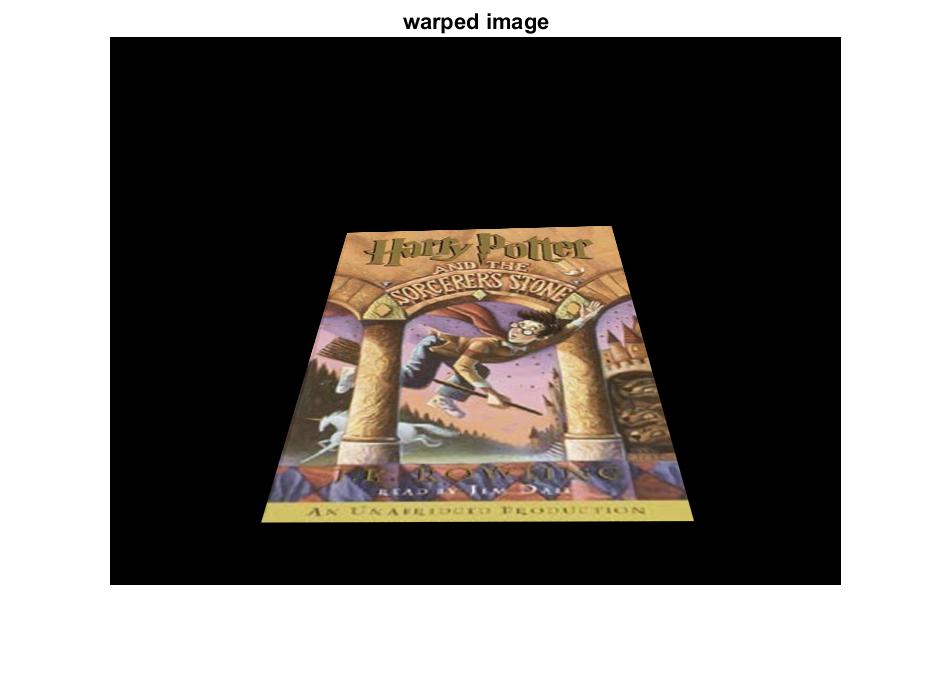 warped image
Harry Potter
AND THE
SORCERER'S STONE
J.K. ROWLING
READ BY JIM DALE
AN UNABRIDGED PRODUCTION